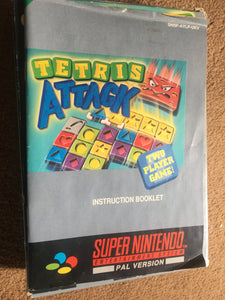 TETRIS
ATTACK
TWO
PLAYER
GAME!
INSTRUCTION BOOKLET
SUPER NINTENDO
ENTERTAINMENT SYSTEM
PAL VERSION